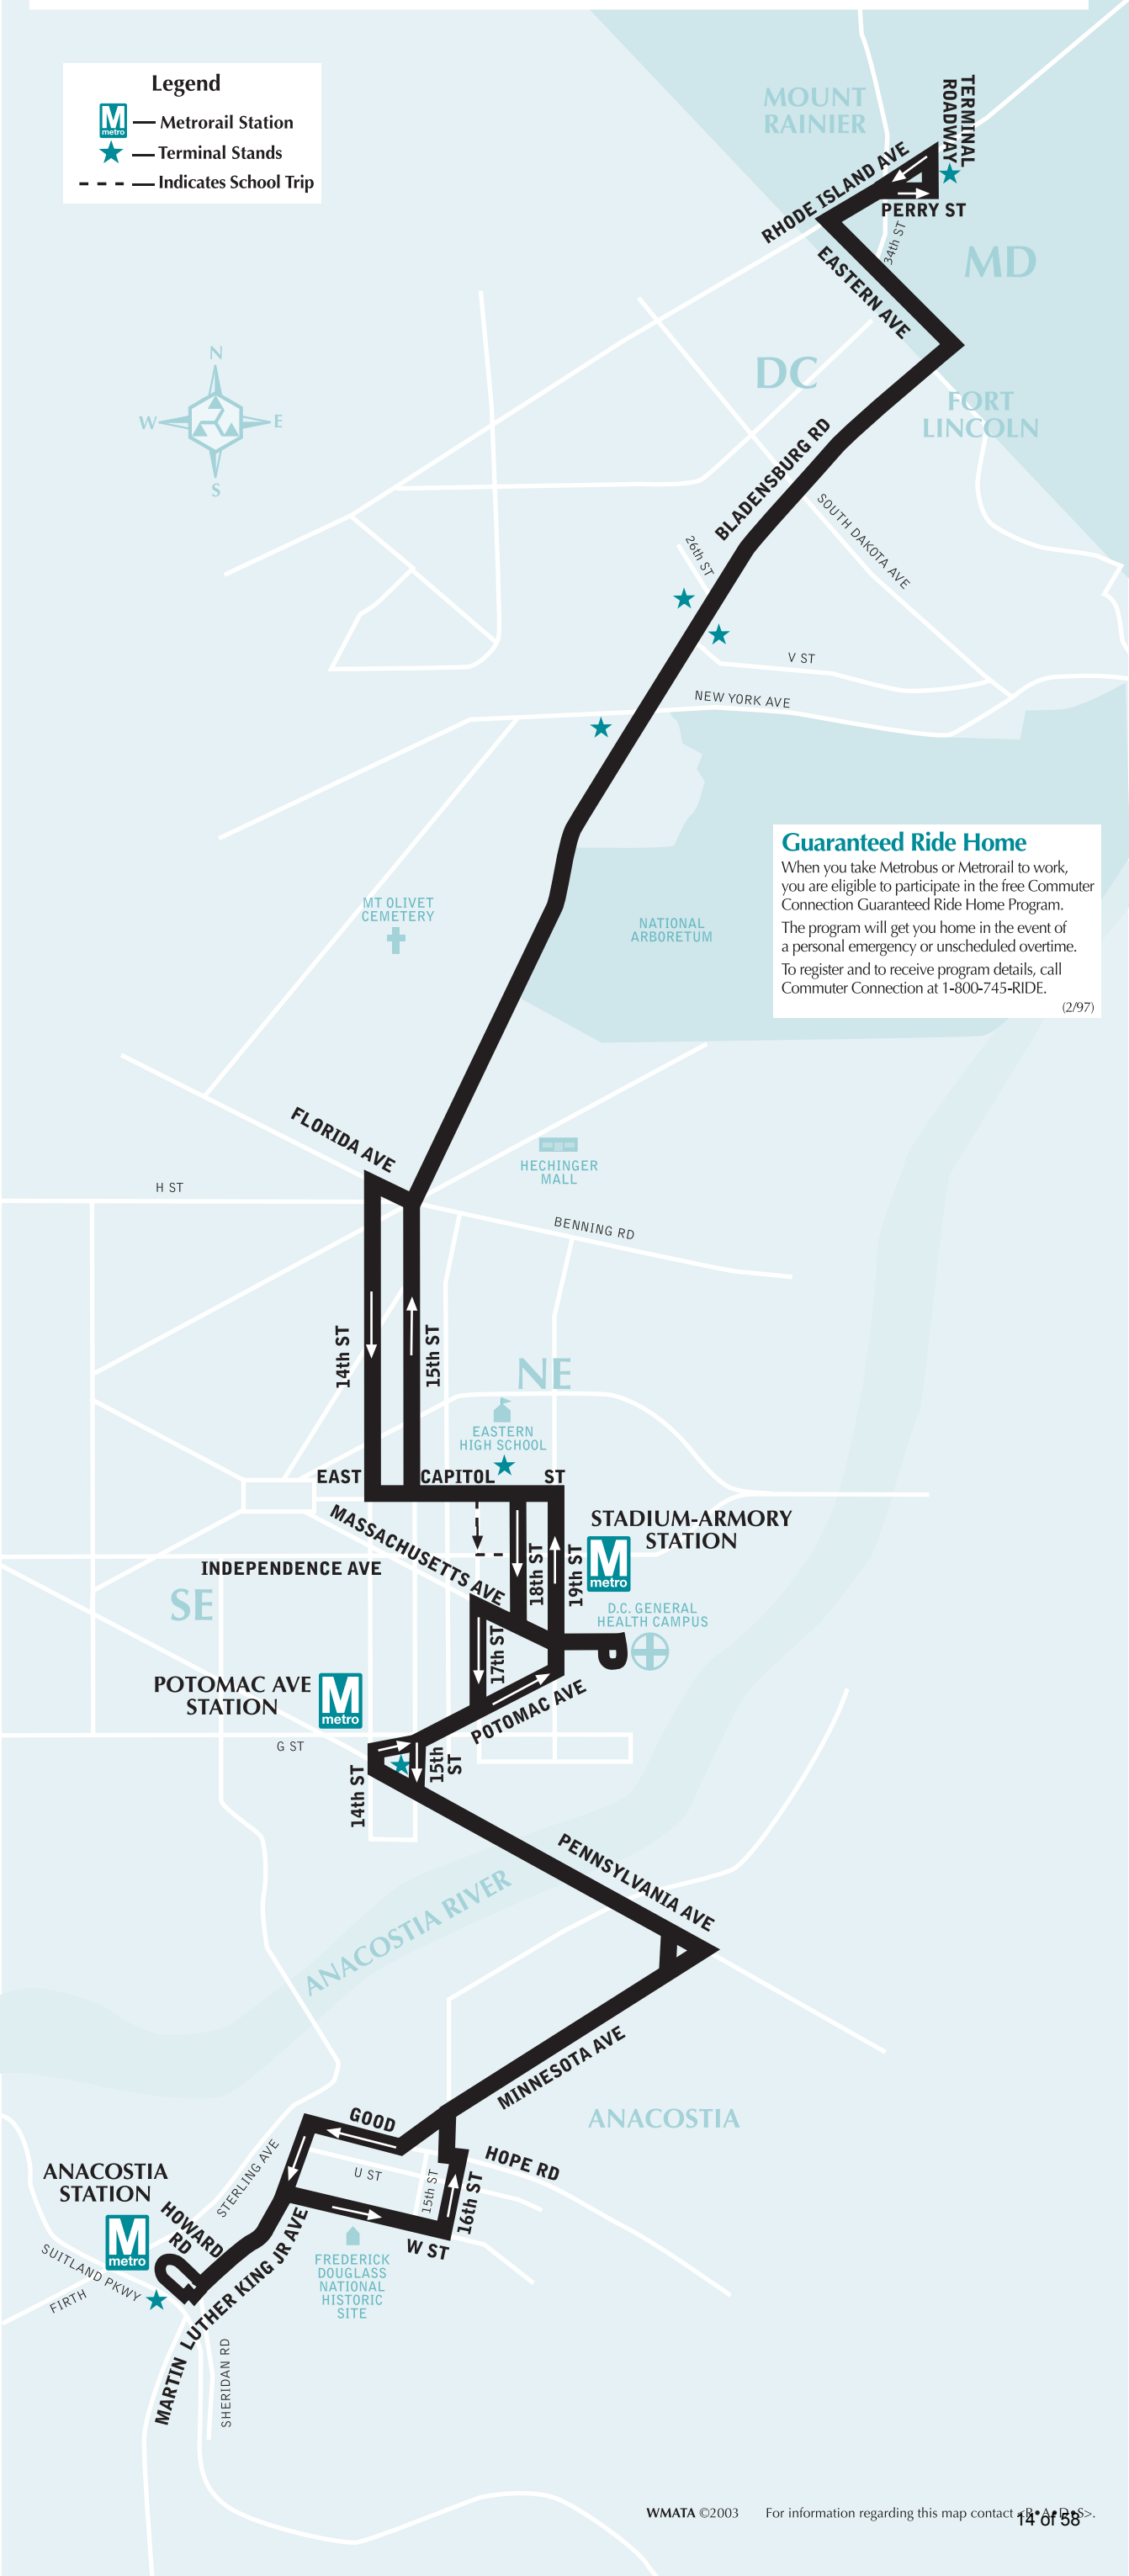 Legend
M
metro
Metrorail Station
Terminal Stands
Indicates School Trip
MOUNT
RAINIER
TERMINAL
ROADWAY
RHODE ISLAND AVE
PERRY ST
34th ST
MD
EASTERN AVE
N
W
E
S
DC
FORT
LINCOLN
BLADENSBURG RD
SOUTH DAKOTA AVE
26th ST
V ST
NEW YORK AVE
Guaranteed Ride Home
When you take Metrobus or Metrorail to work,
you are eligible to participate in the free Commuter
Connection Guaranteed Ride Home Program.
The program will get you home in the event of
a personal emergency or unscheduled overtime.
To register and to receive program details, call
Commuter Connection at 1-800-745-RIDE.
(2/97)
MT OLIVET
CEMETERY
NATIONAL
ARBORETUM
FLORIDA AVE
HECHINGER
MALL
H ST
BENNING RD
14th ST
15th ST
NE
EASTERN
HIGH SCHOOL
EAST CAPITOL ST
MASSACHUSETTS AVE
STADIUM-ARMORY
STATION
M
metro
INDEPENDENCE AVE
18th ST
19th ST
SE
D.C. GENERAL
HEALTH CAMPUS
17th ST
POTOMAC AVE
STATION
M
metro
POTOMAC AVE
G ST
15th
ST
14th ST
PENNSYLVANIA AVE
ANACOSTIA RIVER
MINNESOTA AVE
ANACOSTIA
GOOD
HOPE RD
STERLING AVE
U ST
15th ST
16th ST
ANACOSTIA
STATION
M
metro
HOWARD
RD
W ST
SUITLAND PKWY
FIRTH
FREDERICK
DOUGLASS
NATIONAL
HISTORIC
SITE
MARTIN LUTHER KING JR AVE
SHERIDAN RD
WMATA ©2003 For information regarding this map contact <B•A•D•S>.
14 of 58